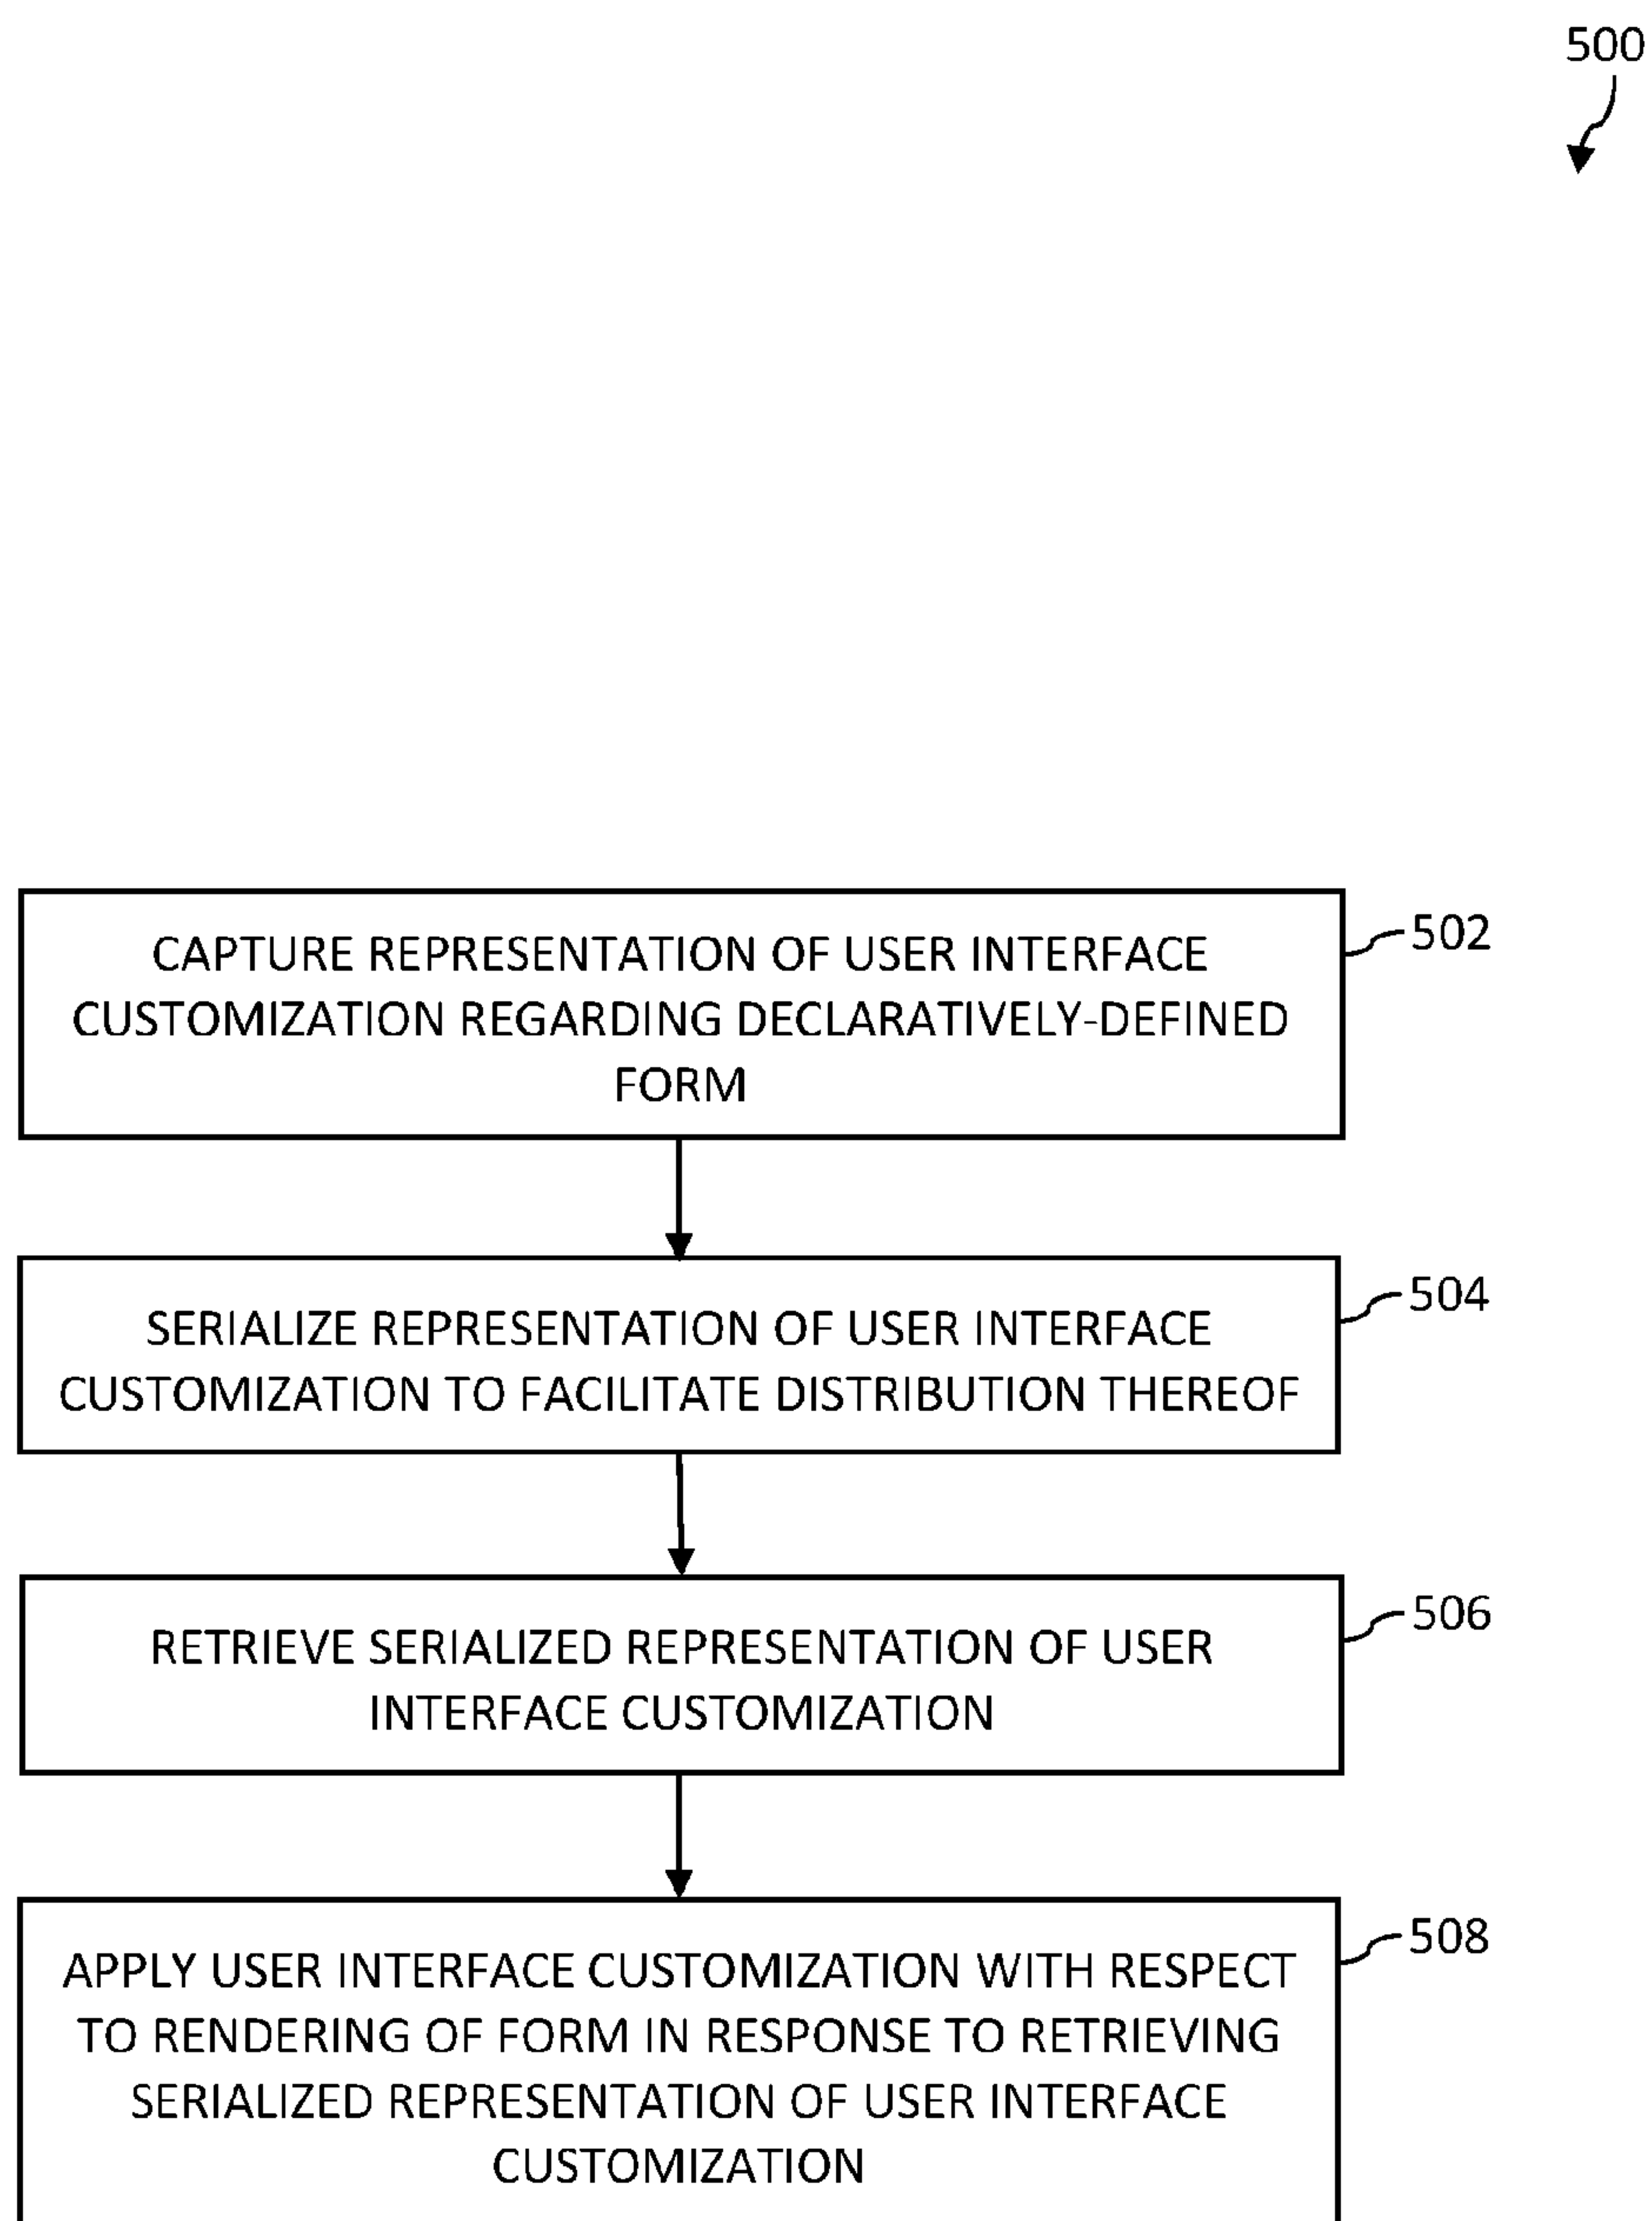 500
CAPTURE REPRESENTATION OF USER INTERFACE
CUSTOMIZATION REGARDING DECLARATIVELY-DEFINED
FORM
502
SERIALIZE REPRESENTATION OF USER INTERFACE
CUSTOMIZATION TO FACILITATE DISTRIBUTION THEREOF
504
RETRIEVE SERIALIZED REPRESENTATION OF USER
INTERFACE CUSTOMIZATION
506
APPLY USER INTERFACE CUSTOMIZATION WITH RESPECT
TO RENDERING OF FORM IN RESPONSE TO RETRIEVING
SERIALIZED REPRESENTATION OF USER INTERFACE
CUSTOMIZATION
508